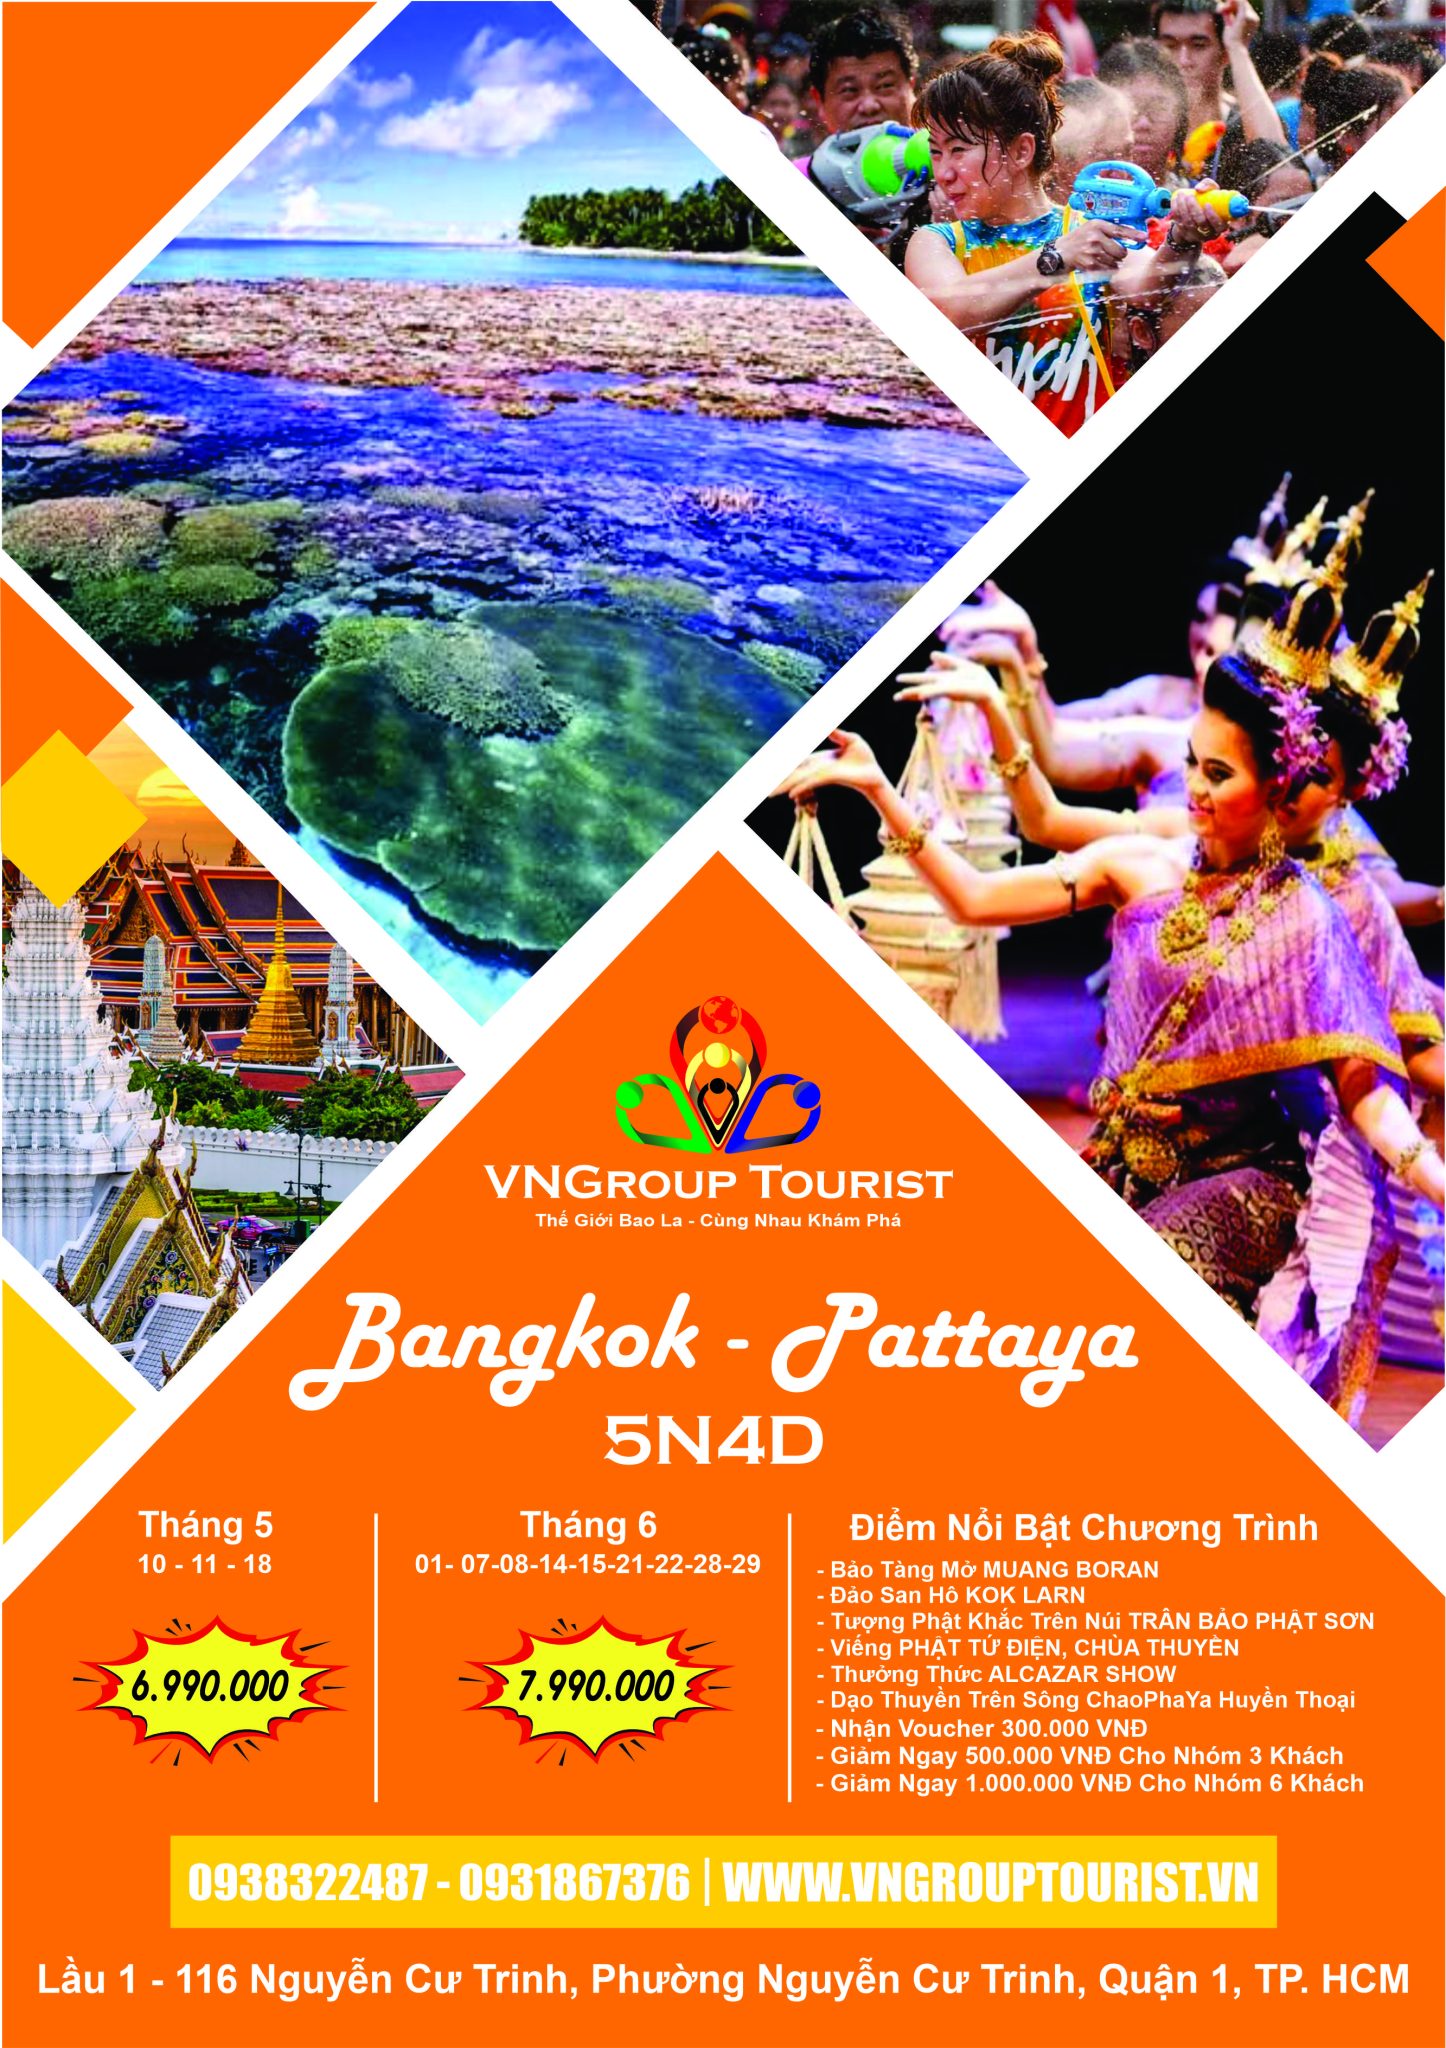 VNGROUP TOURIST
Thế Giới Bao La - Cùng Nhau Khám Phá
Bangkok - Pattaya
5N4D
Tháng 5
10 - 11 - 18
6.990.000
Tháng 6
01- 07-08-14-15-21-22-28-29
7.990.000
Điểm Nổi Bật Chương Trình
- Bảo Tàng Mở MUANG BORAN
- Đảo San Hô KOK LARN
- Tượng Phật Khắc Trên Núi TRÂN BẢO PHẬT SƠN
- Viếng PHẬT TỨ ĐIỆN, CHÙA THUYỀN
- Thưởng Thức ALCAZAR SHOW
- Dạo Thuyền Trên Sông ChaoPhaYa Huyền Thoại
- Nhận Voucher 300.000 VNĐ
- Giảm Ngay 500.000 VNĐ Cho Nhóm 3 Khách
- Giảm Ngay 1.000.000 VNĐ Cho Nhóm 6 Khách
0938322487 - 0931867376 | WWW.VNGROUPTOURIST.VN
Lầu 1 - 116 Nguyễn Cư Trinh, Phường Nguyễn Cư Trinh, Quận 1, TP. HCM